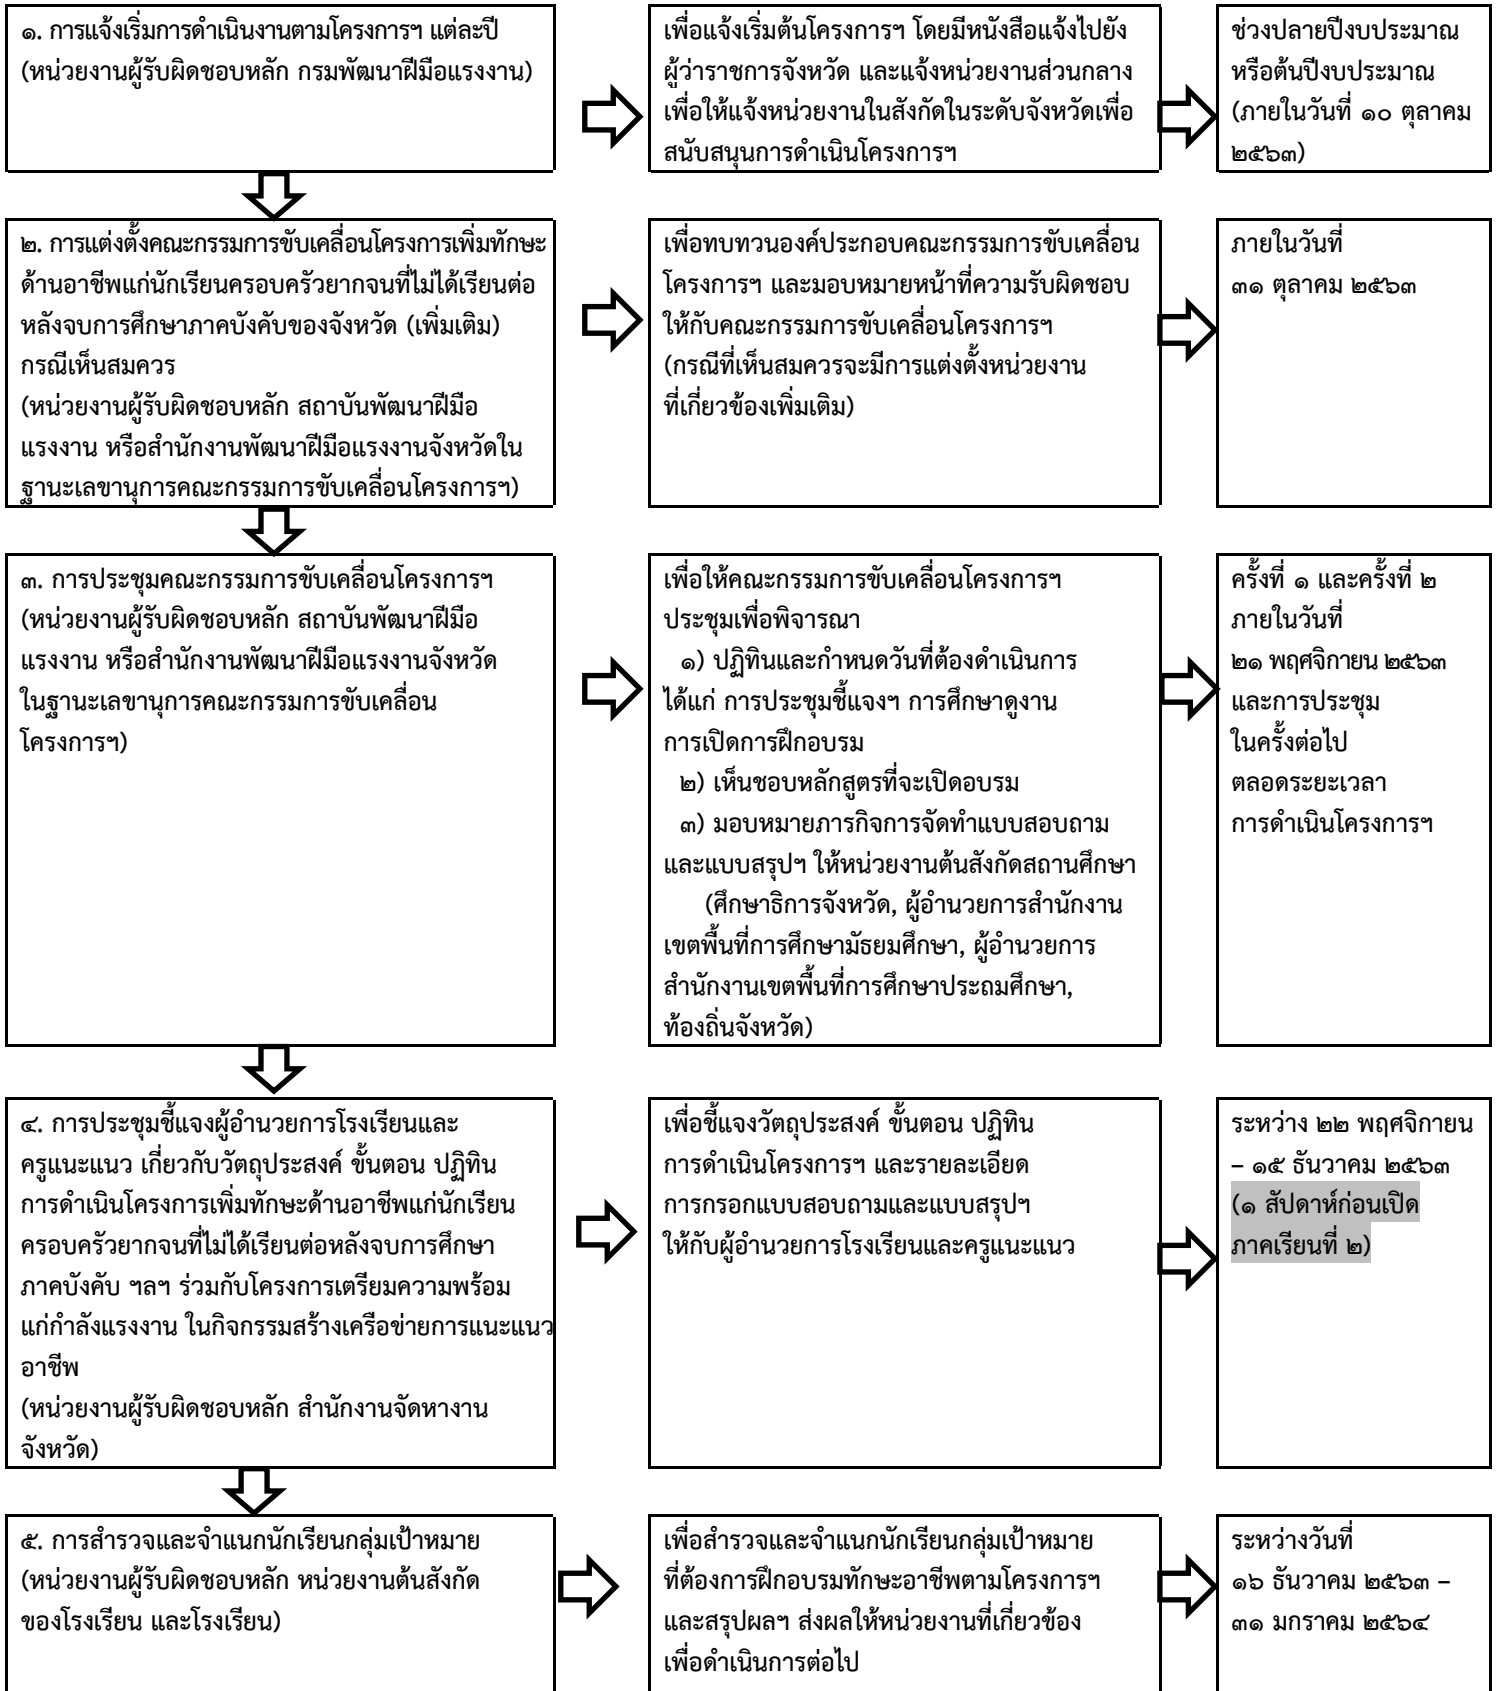 ๑. การแจ้งเริ่มการดำเนินงานตามโครงการฯ แต่ละปี
(หน่วยงานผู้รับผิดชอบหลัก กรมพัฒนาฝีมือแรงงาน)
เพื่อแจ้งเริ่มต้นโครงการฯ โดยมีหนังสือแจ้งไปยัง
ผู้ว่าราชการจังหวัด และแจ้งหน่วยงานส่วนกลาง
เพื่อให้แจ้งหน่วยงานในสังกัดในระดับจังหวัดเพื่อ
สนับสนุนการดำเนินโครงการฯ
ช่วงปลายปีงบประมาณ
หรือต้นปีงบประมาณ
(ภายในวันที่ ๑๐ ตุลาคม
๒๕๖๓)
๒. การแต่งตั้งคณะกรรมการขับเคลื่อนโครงการเพิ่มทักษะ
ด้านอาชีพแก่นักเรียนครอบครัวยากจนที่ไม่ได้เรียนต่อ
หลังจบการศึกษาภาคบังคับของจังหวัด (เพิ่มเติม)
กรณีเห็นสมควร
(หน่วยงานผู้รับผิดชอบหลัก สถาบันพัฒนาฝีมือ
แรงงาน หรือสำนักงานพัฒนาฝีมือแรงงานจังหวัดใน
ฐานะเลขานุการคณะกรรมการขับเคลื่อนโครงการฯ)
เพื่อทบทวนองค์ประกอบคณะกรรมการขับเคลื่อน
โครงการฯ และมอบหมายหน้าที่ความรับผิดชอบ
ให้กับคณะกรรมการขับเคลื่อนโครงการฯ
(กรณีที่เห็นสมควรจะมีการแต่งตั้งหน่วยงาน
ที่เกี่ยวข้องเพิ่มเติม)
ภายในวันที่
๓๑ ตุลาคม ๒๕๖๓
๓. การประชุมคณะกรรมการขับเคลื่อนโครงการฯ
(หน่วยงานผู้รับผิดชอบหลัก สถาบันพัฒนาฝีมือ
แรงงาน หรือสำนักงานพัฒนาฝีมือแรงงานจังหวัด
ในฐานะเลขานุการคณะกรรมการขับเคลื่อน
โครงการฯ)
เพื่อให้คณะกรรมการขับเคลื่อนโครงการฯ
ประชุมเพื่อพิจารณา
๑) ปฏิทินและกำหนดวันที่ต้องดำเนินการ
ได้แก่ การประชุมชี้แจงฯ การศึกษาดูงาน
การเปิดการฝึกอบรม
๒) เห็นชอบหลักสูตรที่จะเปิดอบรม
๓) มอบหมายภารกิจการจัดทำแบบสอบถาม
และแบบสรุปฯ ให้หน่วยงานต้นสังกัดสถานศึกษา
(ศึกษาธิการจังหวัด, ผู้อำนวยการสำนักงาน
เขตพื้นที่การศึกษามัธยมศึกษา, ผู้อำนวยการ
สำนักงานเขตพื้นที่การศึกษาประถมศึกษา,
ท้องถิ่นจังหวัด)
ครั้งที่ ๑ และครั้งที่ ๒
ภายในวันที่
๒๑ พฤศจิกายน ๒๕๖๓
และการประชุม
ในครั้งต่อไป
ตลอดระยะเวลา
การดำเนินโครงการฯ
๔. การประชุมชี้แจงผู้อำนวยการโรงเรียนและ
ครูแนะแนว เกี่ยวกับวัตถุประสงค์ ขั้นตอน ปฏิทิน
การดำเนินโครงการเพิ่มทักษะด้านอาชีพแก่นักเรียน
ครอบครัวยากจนที่ไม่ได้เรียนต่อหลังจบการศึกษา
ภาคบังคับ ฯลฯ ร่วมกับโครงการเตรียมความพร้อม
แก่กำลังแรงงาน ในกิจกรรมสร้างเครือข่ายการแนะแนว
อาชีพ
(หน่วยงานผู้รับผิดชอบหลัก สำนักงานจัดหางาน
จังหวัด)
เพื่อชี้แจงวัตถุประสงค์ ขั้นตอน ปฏิทิน
การดำเนินโครงการฯ และรายละเอียด
การกรอกแบบสอบถามและแบบสรุปฯ
ให้กับผู้อำนวยการโรงเรียนและครูแนะแนว
ระหว่าง ๒๒ พฤศจิกายน
– ๑๕ ธันวาคม ๒๕๖๓
(๑ สัปดาห์ก่อนเปิด
ภาคเรียนที่ ๒)
๕. การสำรวจและจำแนกนักเรียนกลุ่มเป้าหมาย
(หน่วยงานผู้รับผิดชอบหลัก หน่วยงานต้นสังกัด
ของโรงเรียน และโรงเรียน)
เพื่อสำรวจและจำแนกนักเรียนกลุ่มเป้าหมาย
ที่ต้องการฝึกอบรมทักษะอาชีพตามโครงการฯ
และสรุปผลฯ ส่งผลให้หน่วยงานที่เกี่ยวข้อง
เพื่อดำเนินการต่อไป
ระหว่างวันที่
๑๖ ธันวาคม ๒๕๖๓ –
๓๑ มกราคม ๒๕๖๔